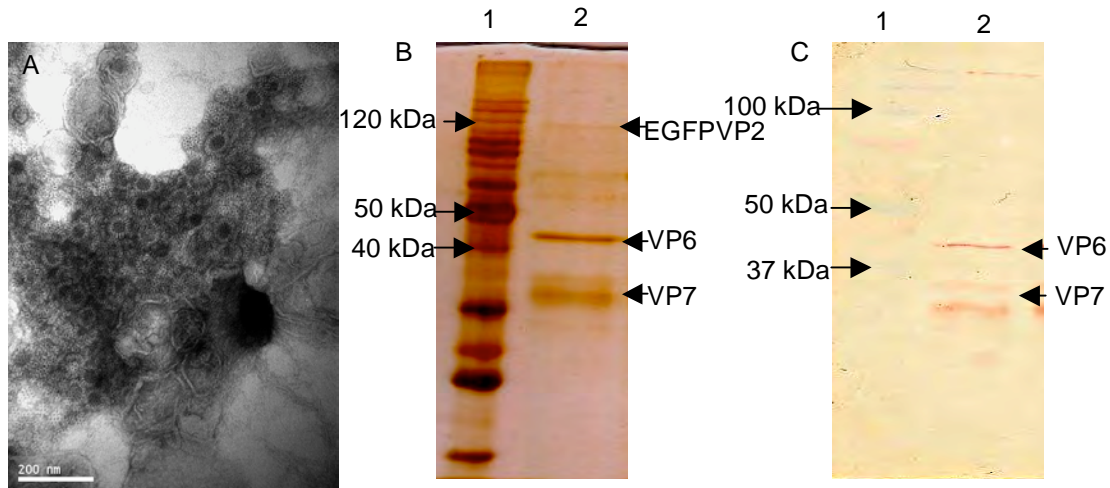 A
200 nm
B
1
2
120 kDa
50 kDa
40 kDa
EGFPVP2
VP6
VP7
C
1
2
100 kDa
50 kDa
37 kDa
VP6
VP7